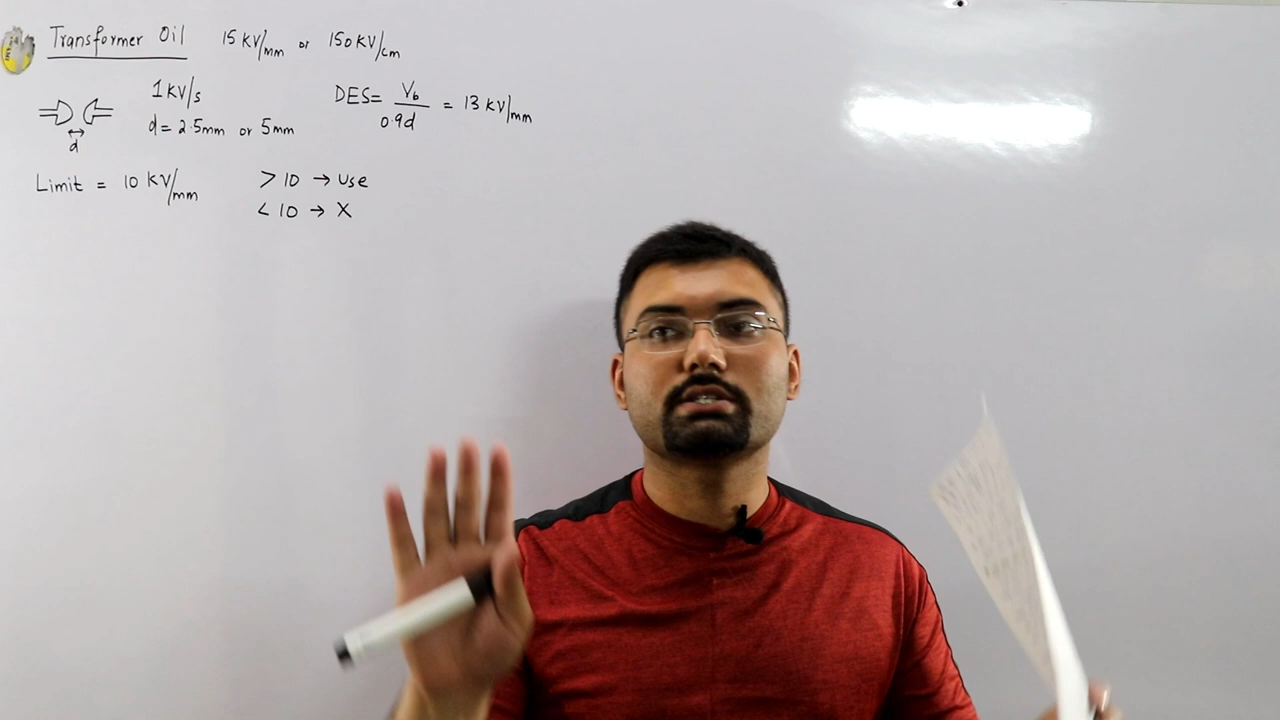 Transformer Oil 15 KV/mm or 150 KV/cm
1 KV/s
d = 2.5mm or 5mm
DES = Vb / 0.9d = 13 KV/mm
d
Limit = 10 KV/mm > 10 → Use
< 10 → X